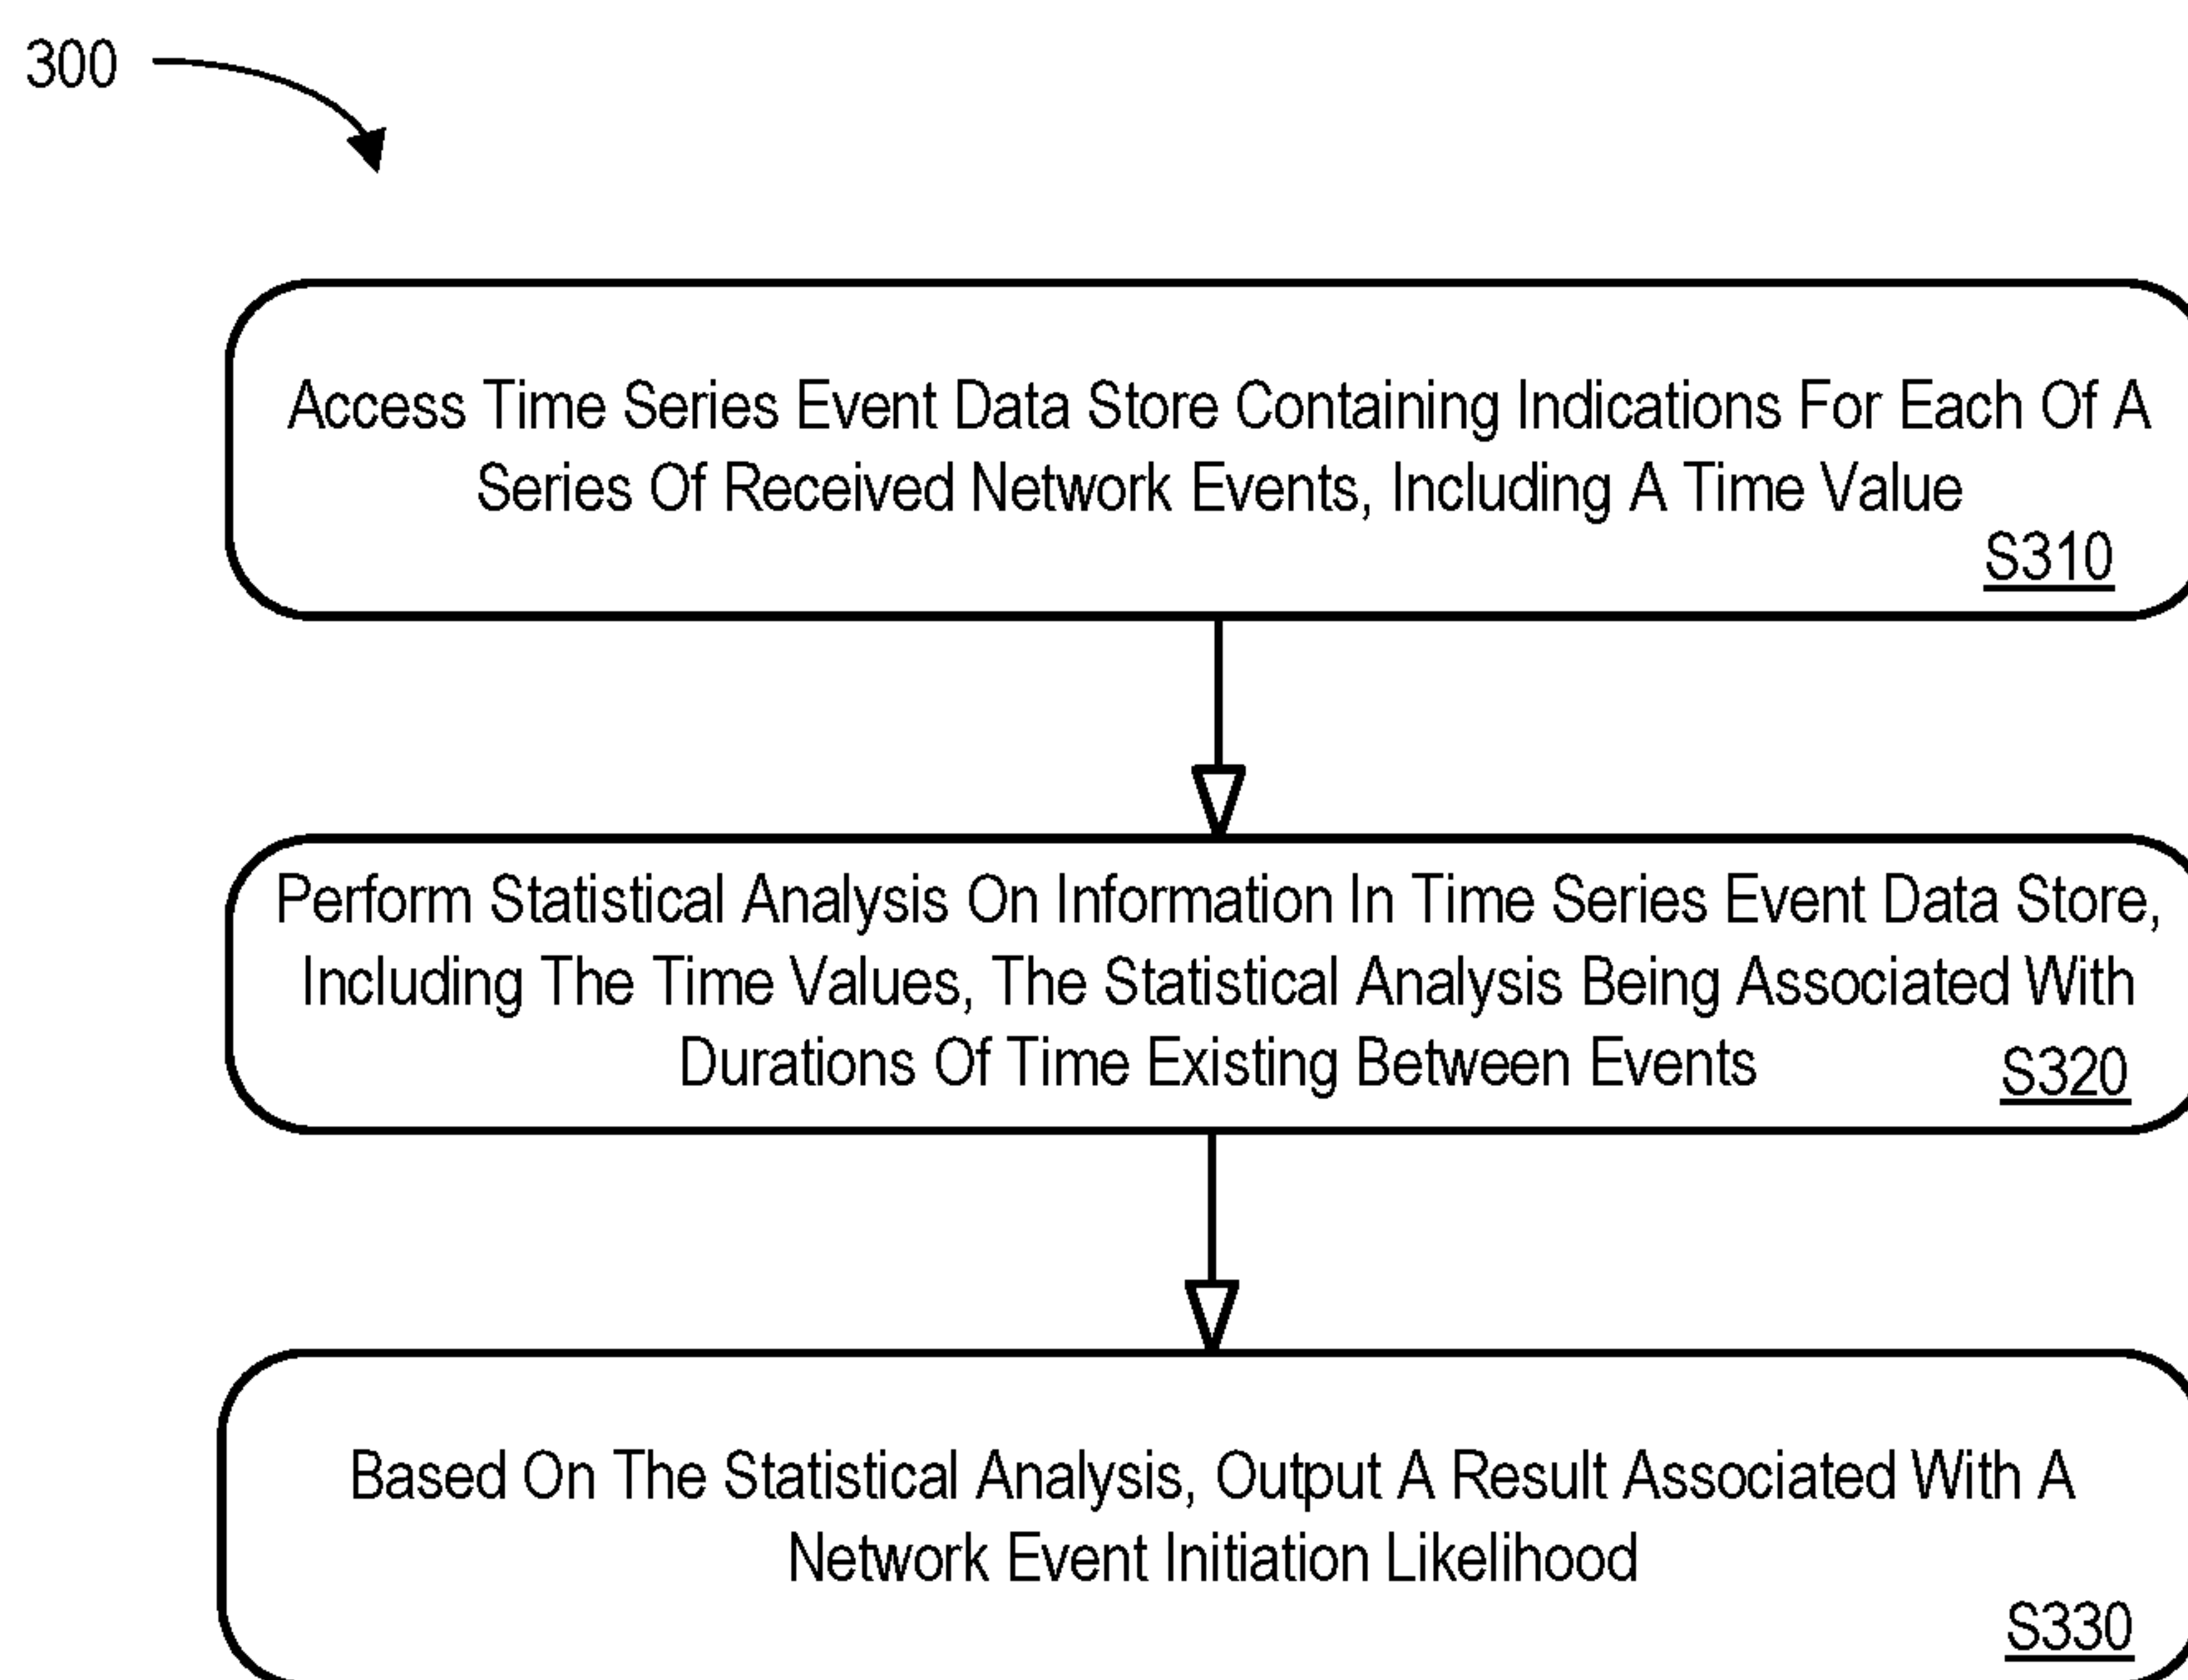 300
Access Time Series Event Data Store Containing Indications For Each Of A
Series Of Received Network Events, Including A Time Value
S310
Perform Statistical Analysis On Information In Time Series Event Data Store,
Including The Time Values, The Statistical Analysis Being Associated With
Durations Of Time Existing Between Events
S320
Based On The Statistical Analysis, Output A Result Associated With A
Network Event Initiation Likelihood
S330